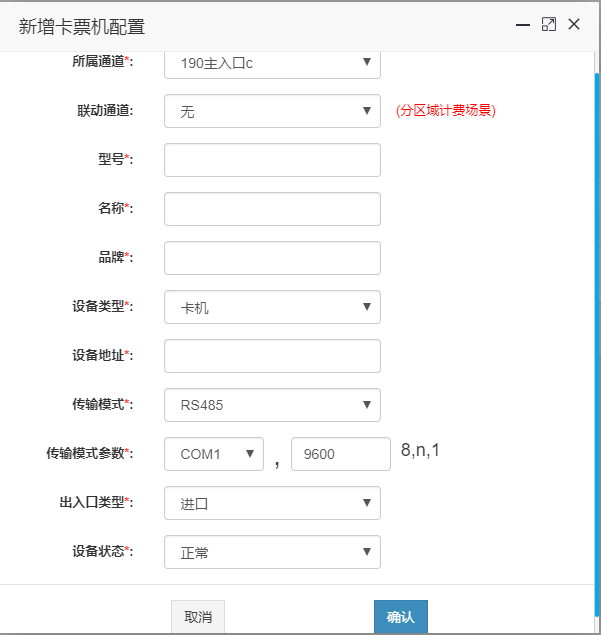 新增卡票机配置
所属通道*: 190主入口c
联动通道: 无 (分区域计费场景)
型号*:
名称*:
品牌*:
设备类型*: 卡机
设备地址*:
传输模式*: RS485
传输模式参数*: COM1 , 9600 8,n,1
出入口类型*: 进口
设备状态*: 正常
取消 确认